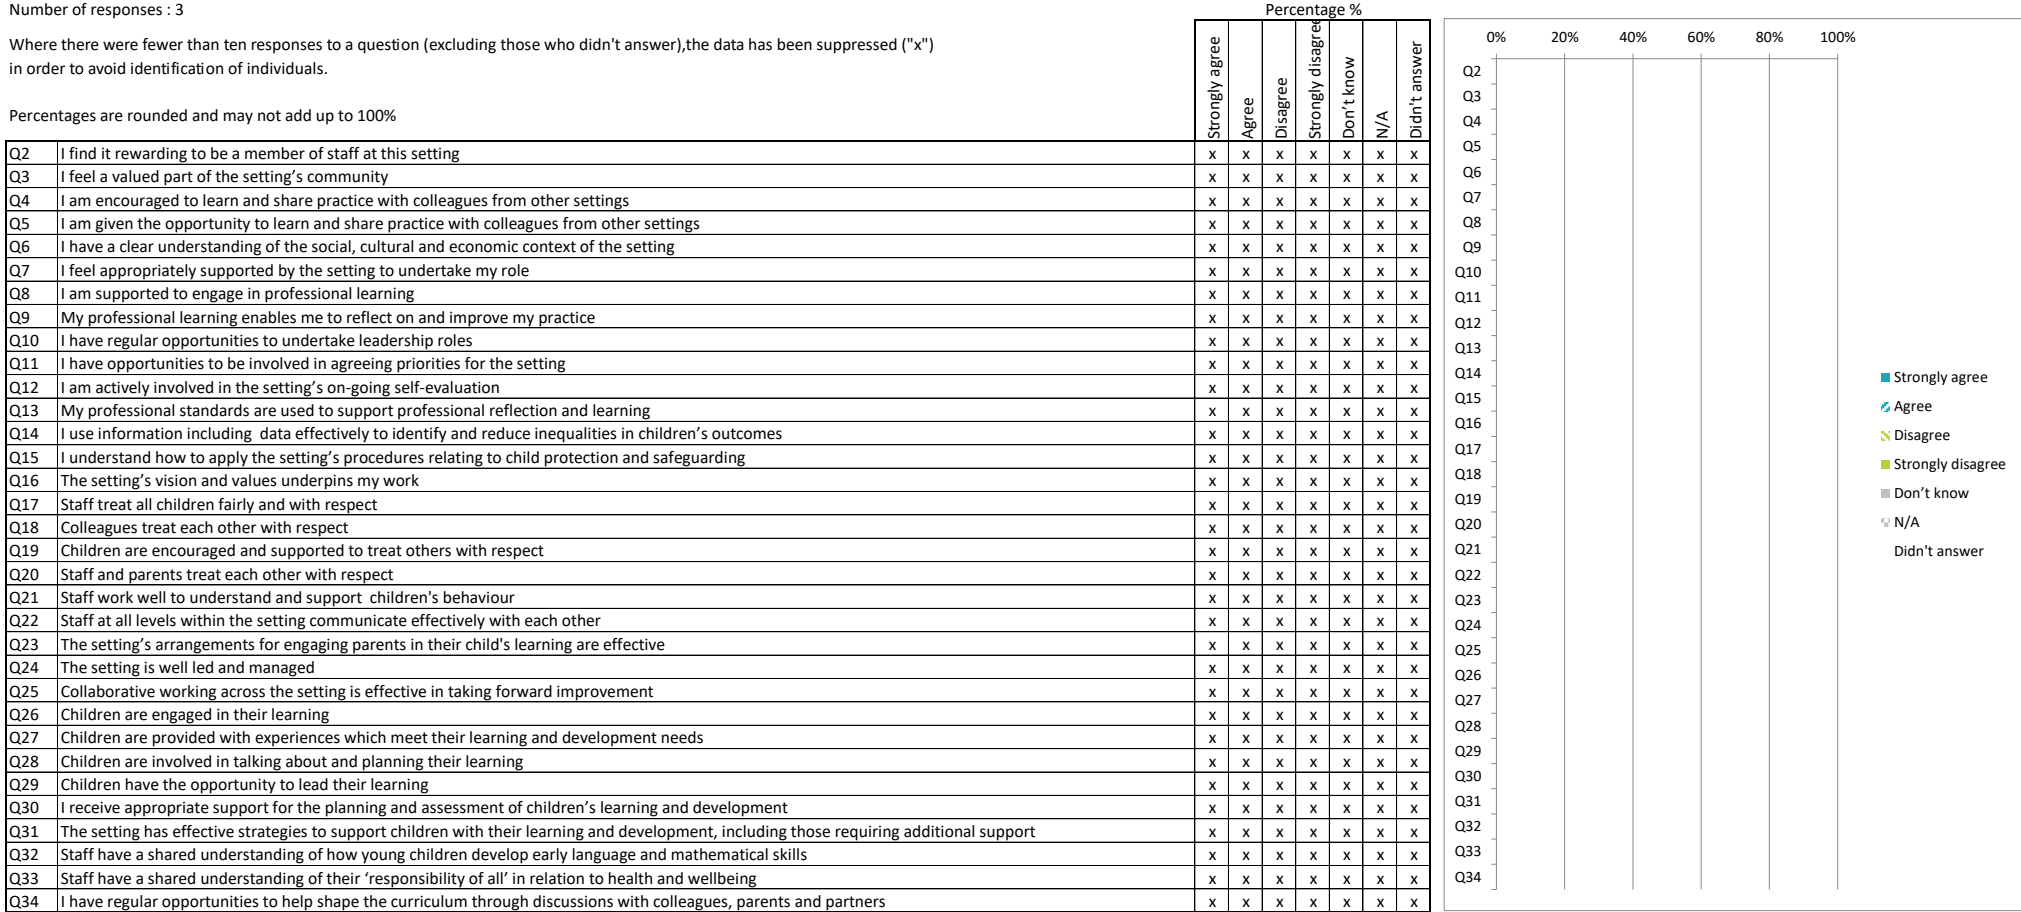 Number of responses : 3
Percentage %
Where there were fewer than ten responses to a question (excluding those who didn't answer),the data has been suppressed ("x")
in order to avoid identification of individuals.
Percentages are rounded and may not add up to 100%
Strongly agree
Agree
Disagree
Strongly disagree
Don't know
N/A
Didn't answer
Q2 I find it rewarding to be a member of staff at this setting x x x x x x x
Q3 I feel a valued part of the setting's community x x x x x x x
Q4 I am encouraged to learn and share practice with colleagues from other settings x x x x x x x
Q5 I am given the opportunity to learn and share practice with colleagues from other settings x x x x x x x
Q6 I have a clear understanding of the social, cultural and economic context of the setting x x x x x x x
Q7 I feel appropriately supported by the setting to undertake my role x x x x x x x
Q8 I am supported to engage in professional learning x x x x x x x
Q9 My professional learning enables me to reflect on and improve my practice x x x x x x x
Q10 I have regular opportunities to undertake leadership roles x x x x x x x
Q11 I have opportunities to be involved in agreeing priorities for the setting x x x x x x x
Q12 I am actively involved in the setting's on-going self-evaluation x x x x x x x
Q13 My professional standards are used to support professional reflection and learning x x x x x x x
Q14 I use information including  data effectively to identify and reduce inequalities in children's outcomes x x x x x x x
Q15 I understand how to apply the setting's procedures relating to child protection and safeguarding x x x x x x x
Q16 The setting's vision and values underpins my work x x x x x x x
Q17 Staff treat all children fairly and with respect x x x x x x x
Q18 Colleagues treat each other with respect x x x x x x x
Q19 Children are encouraged and supported to treat others with respect x x x x x x x
Q20 Staff and parents treat each other with respect x x x x x x x
Q21 Staff work well to understand and support  children's behaviour x x x x x x x
Q22 Staff at all levels within the setting communicate effectively with each other x x x x x x x
Q23 The setting's arrangements for engaging parents in their child's learning are effective x x x x x x x
Q24 The setting is well led and managed x x x x x x x
Q25 Collaborative working across the setting is effective in taking forward improvement x x x x x x x
Q26 Children are engaged in their learning x x x x x x x
Q27 Children are provided with experiences which meet their learning and development needs x x x x x x x
Q28 Children are involved in talking about and planning their learning x x x x x x x
Q29 Children have the opportunity to lead their learning x x x x x x x
Q30 I receive appropriate support for the planning and assessment of children's learning and development x x x x x x x
Q31 The setting has effective strategies to support children with their learning and development, including those requiring additional support x x x x x x x
Q32 Staff have a shared understanding of how young children develop early language and mathematical skills x x x x x x x
Q33 Staff have a shared understanding of their 'responsibility of all' in relation to health and wellbeing x x x x x x x
Q34 I have regular opportunities to help shape the curriculum through discussions with colleagues, parents and partners x x x x x x x
0% 20% 40% 60% 80% 100%
Q2
Q3
Q4
Q5
Q6
Q7
Q8
Q9
Q10
Q11
Q12
Q13
Q14
Q15
Q16
Q17
Q18
Q19
Q20
Q21
Q22
Q23
Q24
Q25
Q26
Q27
Q28
Q29
Q30
Q31
Q32
Q33
Q34
Strongly agree
Agree
Disagree
Strongly disagree
Don't know
N/A
Didn't answer